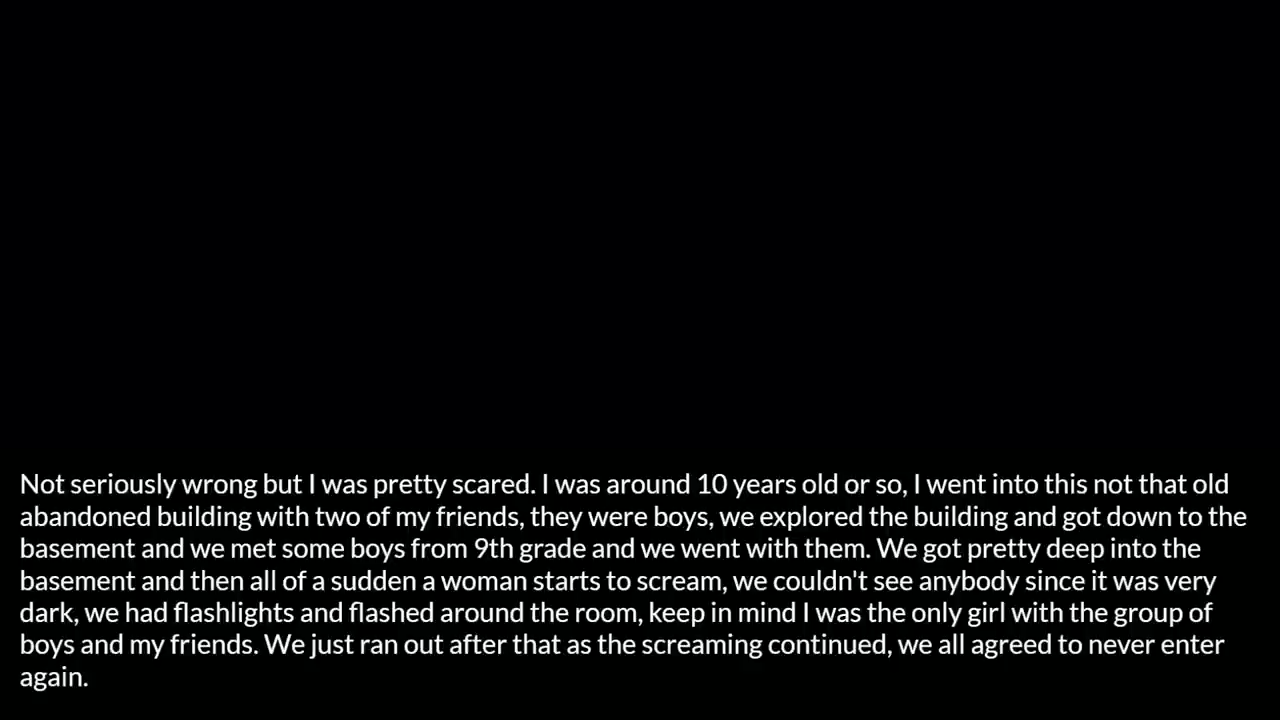 Not seriously wrong but I was pretty scared. I was around 10 years old or so, I went into this not that old
abandoned building with two of my friends, they were boys, we explored the building and got down to the
basement and we met some boys from 9th grade and we went with them. We got pretty deep into the
basement and then all of a sudden a woman starts to scream, we couldn't see anybody since it was very
dark, we had flashlights and flashed around the room, keep in mind I was the only girl with the group of
boys and my friends. We just ran out after that as the screaming continued, we all agreed to never enter
again.